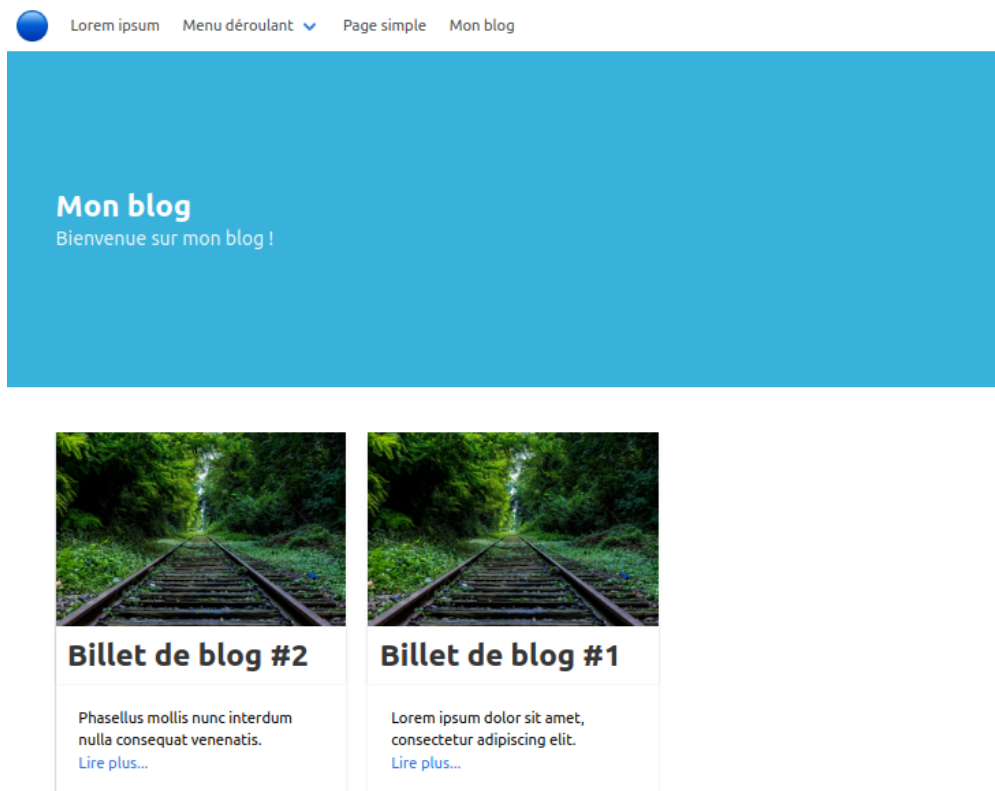 Lorem ipsum Menu déroulant Page simple Mon blog
Mon blog
Bienvenue sur mon blog !
Billet de blog #2
Phasellus mollis nunc interdum
nulla consequat venenatis.
Lire plus...
Billet de blog #1
Lorem ipsum dolor sit amet,
consectetur adipiscing elit.
Lire plus...